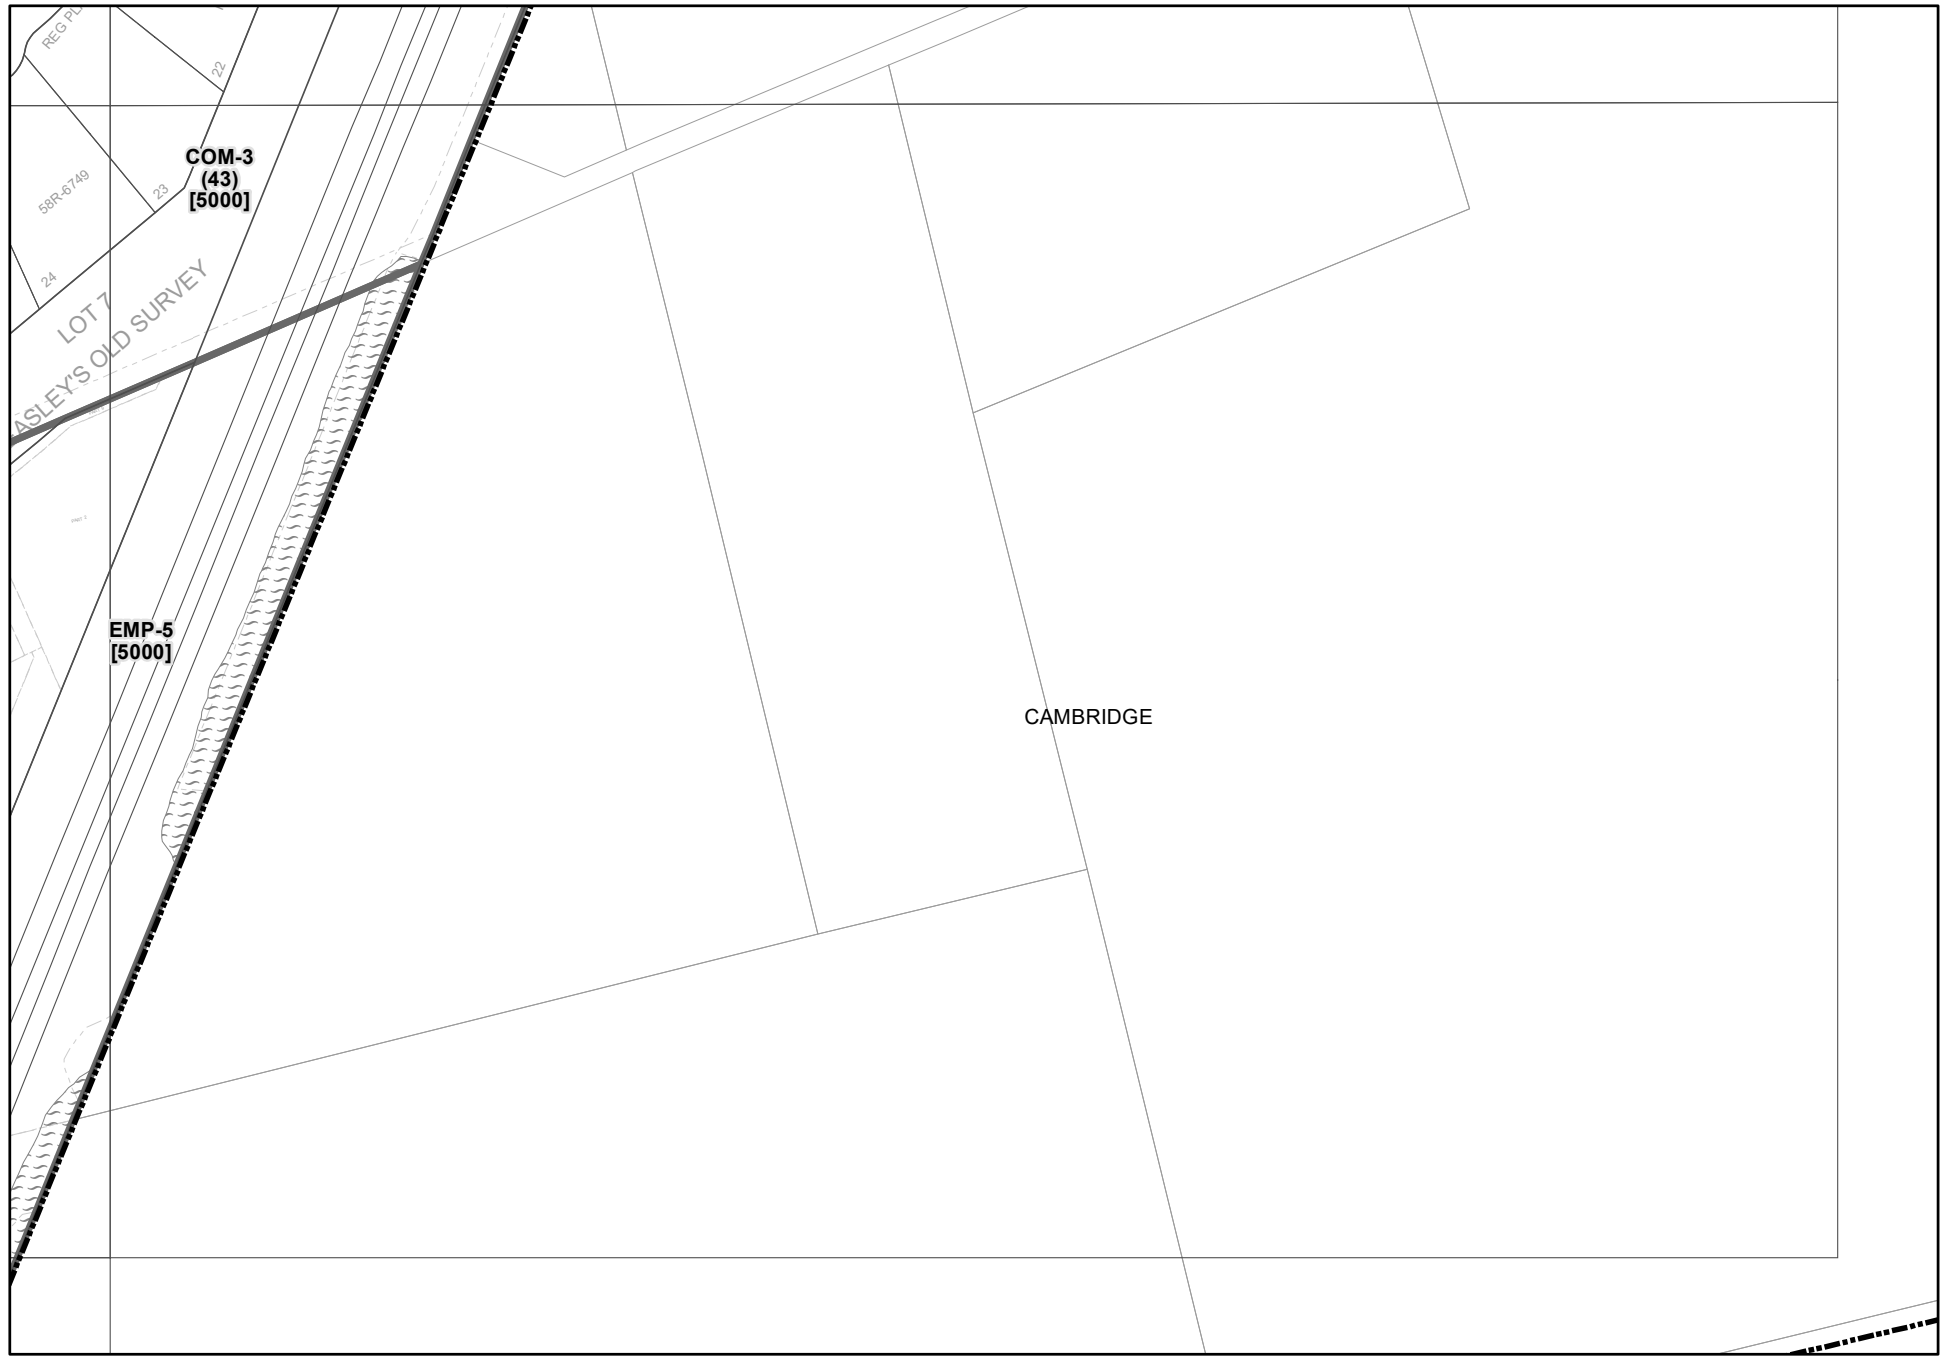 REG PL
22
COM-3
(43)
[5000]
58R-6749
23
24
LOT 7
ASLEY'S OLD SURVEY
EMP-5
[5000]
CAMBRIDGE